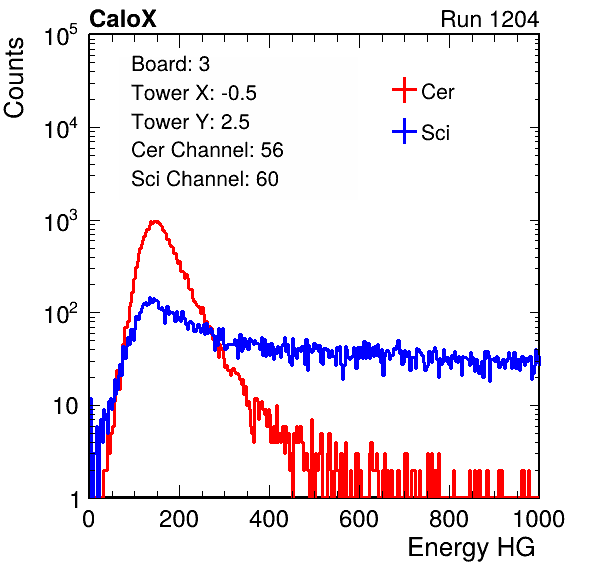 CaloX Run 1204
Counts
10^5
10^4
10^3
10^2
10
1
Board: 3
Tower X: -0.5
Tower Y: 2.5
Cer Channel: 56
Sci Channel: 60
Cer
Sci
0 200 400 600 800 1000
Energy HG